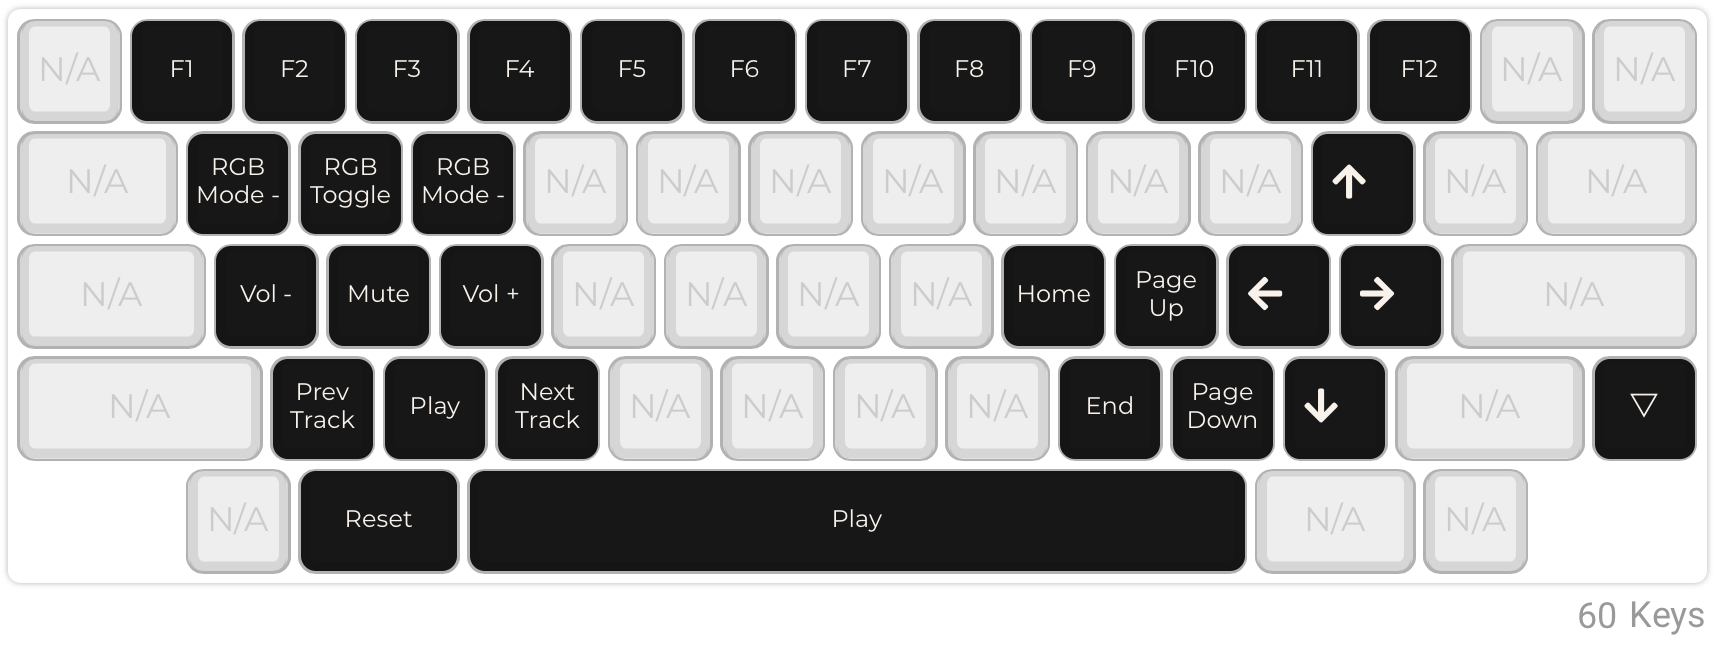 N/A F1 F2 F3 F4 F5 F6 F7 F8 F9 F10 F11 F12 N/A N/A
N/A RGB Mode - RGB Toggle RGB Mode - N/A N/A N/A N/A N/A N/A N/A ↑ N/A N/A
N/A Vol - Mute Vol + N/A N/A N/A N/A Home Page Up ← → N/A
N/A Prev Track Play Next Track N/A N/A N/A N/A End Page Down ↓ N/A ▽
N/A Reset Play N/A N/A
60 Keys